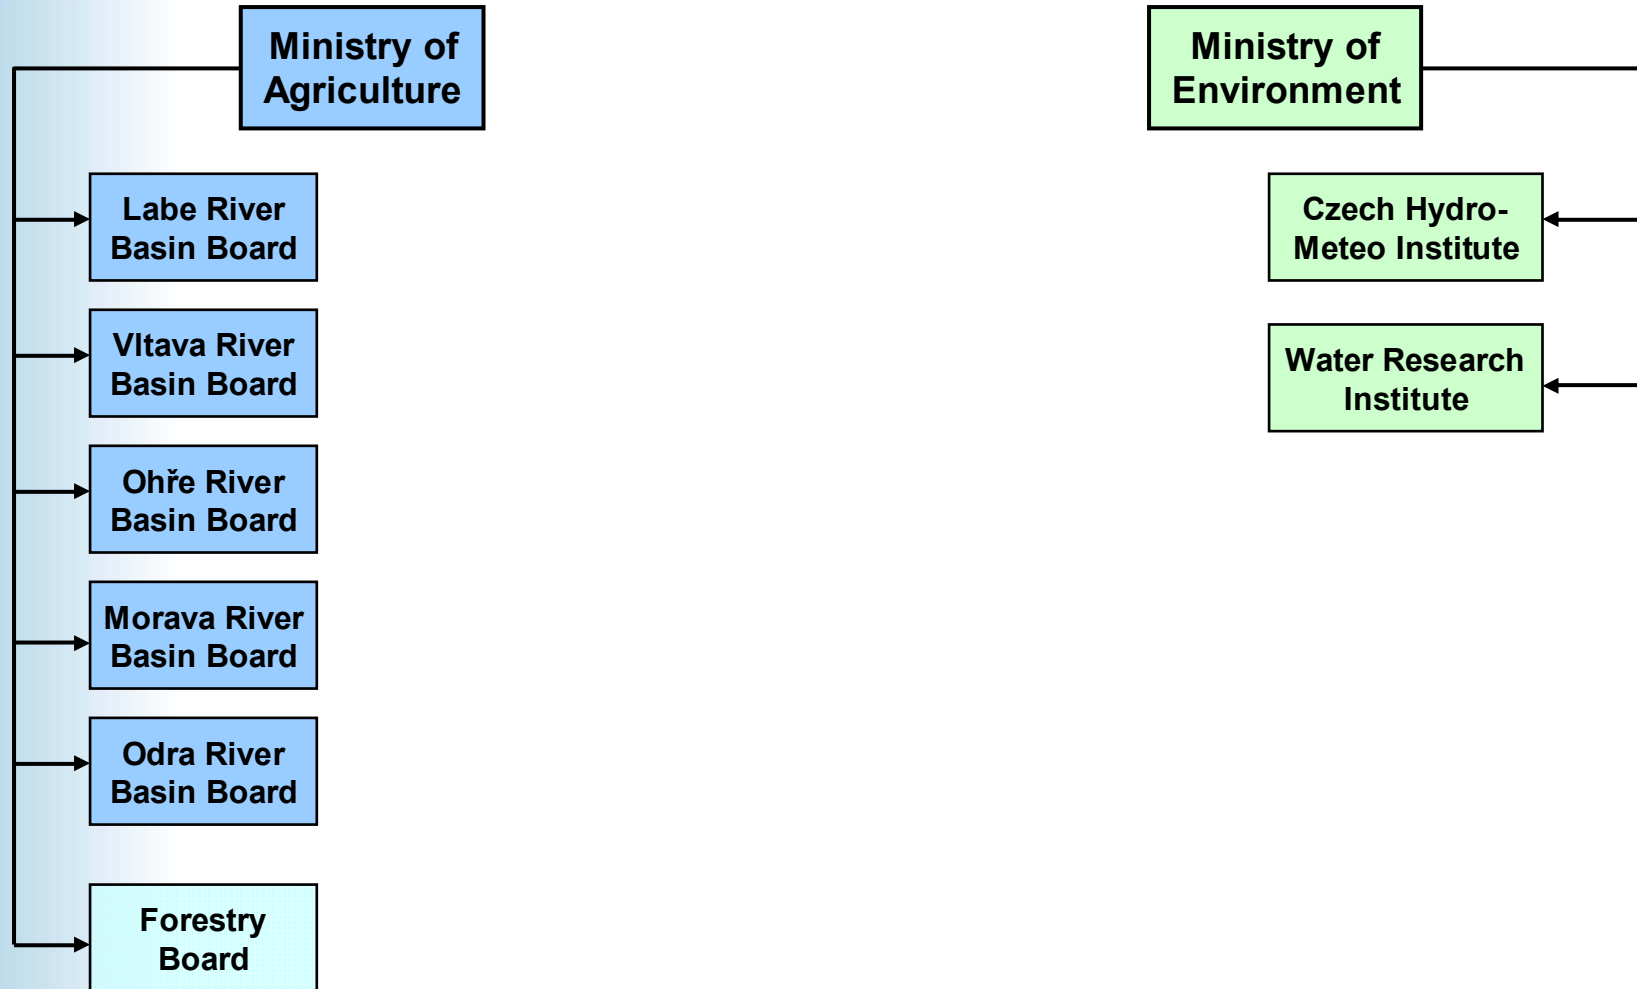 Ministry of
Agriculture
Ministry of
Environment
Labe River
Basin Board
Czech Hydro-
Meteo Institute
Vltava River
Basin Board
Water Research
Institute
Ohře River
Basin Board
Morava River
Basin Board
Odra River
Basin Board
Forestry
Board